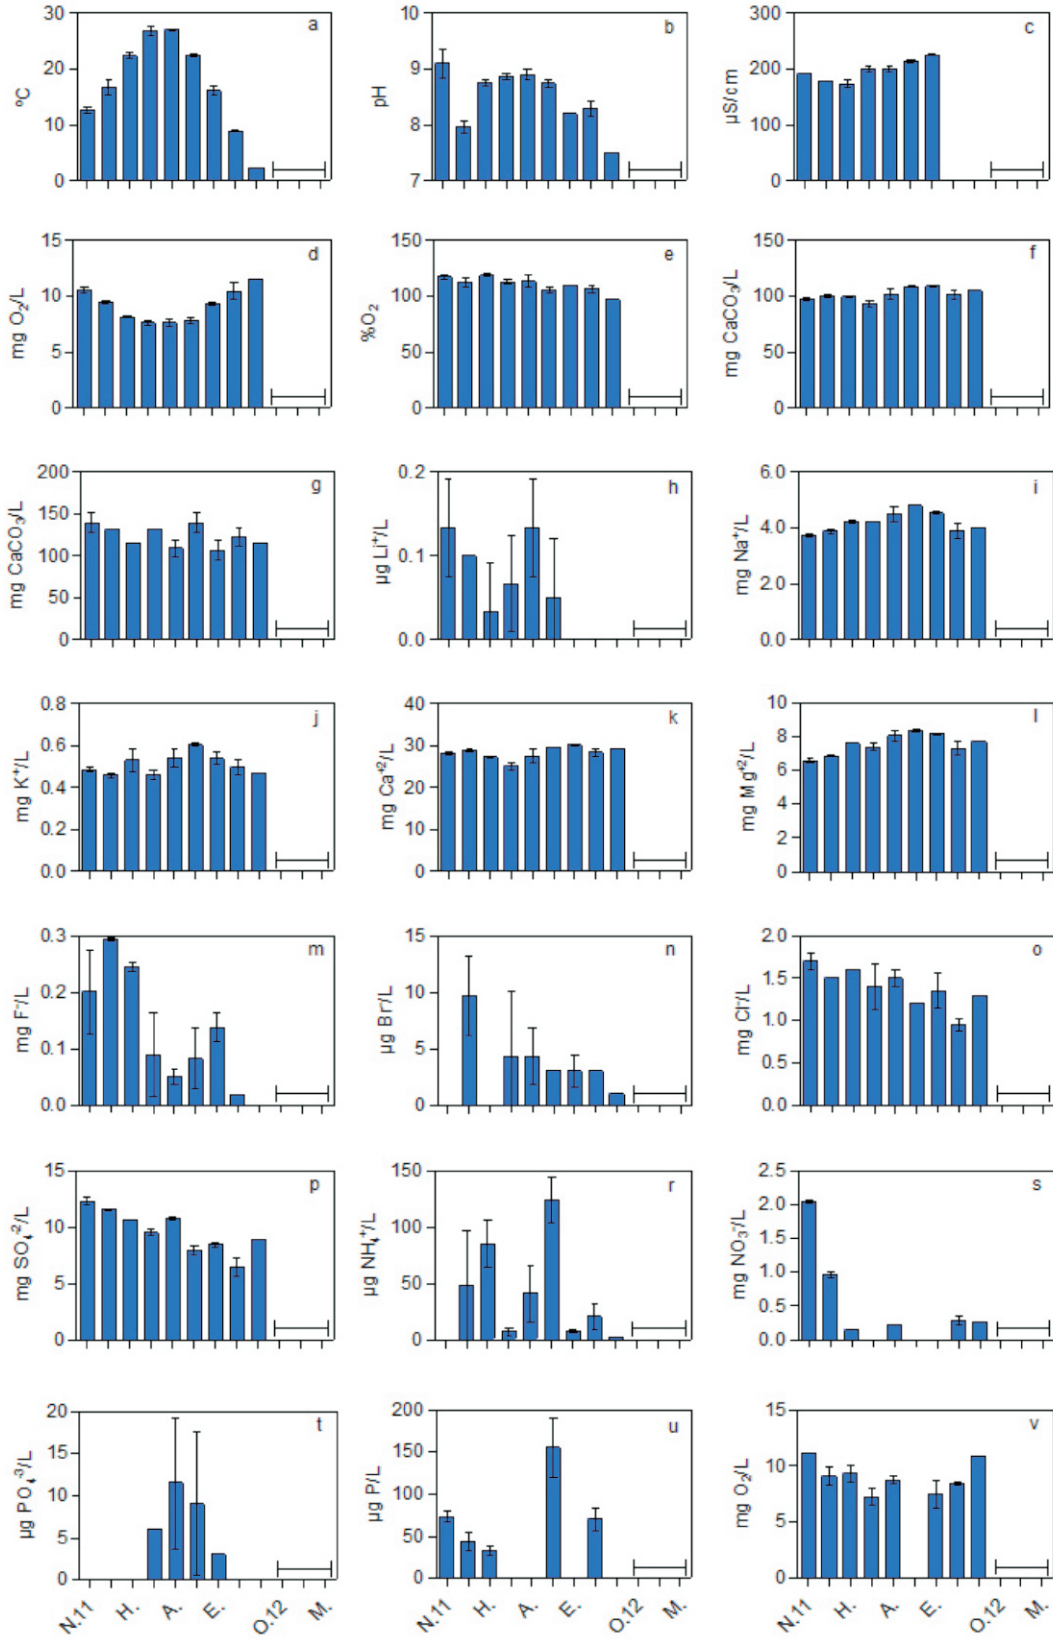 30
20
10
0
ºC
a
10
9
8
7
pH
b
300
200
100
0
µS/cm
c
15
10
5
0
mg O₂/L
d
150
100
50
0
%O₂
e
150
100
50
0
mg CaCO₃/L
f
200
150
100
50
0
mg CaCO₃/L
g
0.2
0.1
0.0
µg Li⁺/L
h
6.0
4.0
2.0
0.0
mg Na⁺/L
i
0.8
0.6
0.4
0.2
0.0
mg K⁺/L
j
40
30
20
10
0
mg Ca⁺²/L
k
10
8
6
4
2
0
mg Mg⁺²/L
l
0.3
0.2
0.1
0.0
mg F⁻/L
m
15
10
5
0
µg Br⁻/L
n
2.0
1.5
1.0
0.5
0.0
mg Cl⁻/L
o
15
10
5
0
mg SO₄⁻²/L
p
150
100
50
0
µg NH₄⁺/L
r
2.5
2.0
1.5
1.0
0.5
0.0
mg NO₃⁻/L
s
20
15
10
5
0
µg PO₄⁻³/L
t
200
150
100
50
0
µg P/L
u
15
10
5
0
mg O₂/L
v
N.11 H. A. E. O.12 M.
N.11 H. A. E. O.12 M.
N.11 H. A. E. O.12 M.